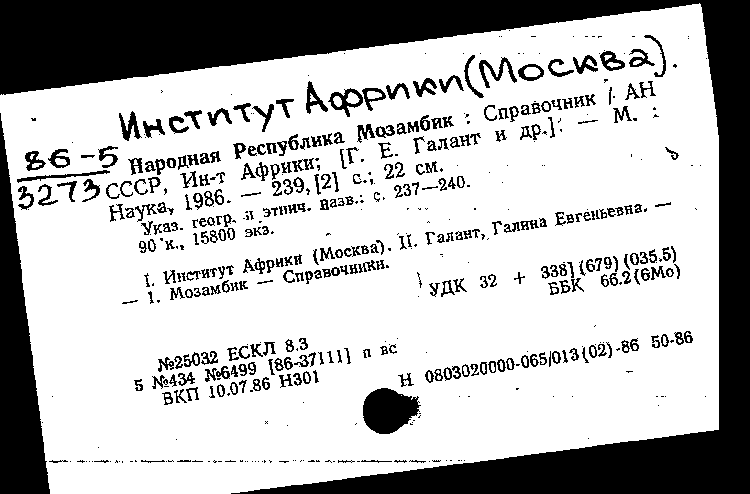 Институт Африки (Москва).
86-5
3273
Народная Республика Мозамбик : Справочник / АН
СССР, Ин-т Африки; [Г. Е. Галант и др.]. — М. :
Наука, 1986. — 239, [2] с.; 22 см.
Указ. геогр. и этнич. назв.: с. 237—240.
90 к., 15800 экз.
I. Институт Африки (Москва). II. Галант, Галина Евгеньевна. —
— 1. Мозамбик — Справочники.
УДК 32 + 338] (679) (035.5)
ББК 66.2(6Мо)
№25032 ЕСКЛ 8.3
5 №434 №6499 [86-37111] п вс
ВКП 10.07.86 Н301
Н 0803020000-065/013(02)-86 50-86